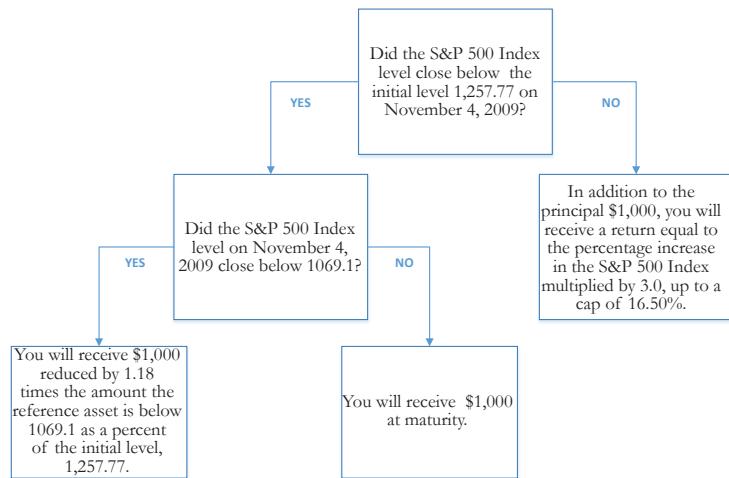 Did the S&P 500 Index
level close below the
initial level 1,257.77 on
November 4, 2009?
YES
NO
Did the S&P 500 Index
level on November 4,
2009 close below 1069.1?
In addition to the
principal $1,000, you will
receive a return equal to
the percentage increase
in the S&P 500 Index
multiplied by 3.0, up to a
cap of 16.50%.
YES
NO
You will receive $1,000
reduced by 1.18
times the amount the
reference asset is below
1069.1 as a percent
of the initial level,
1,257.77.
You will receive $1,000
at maturity.